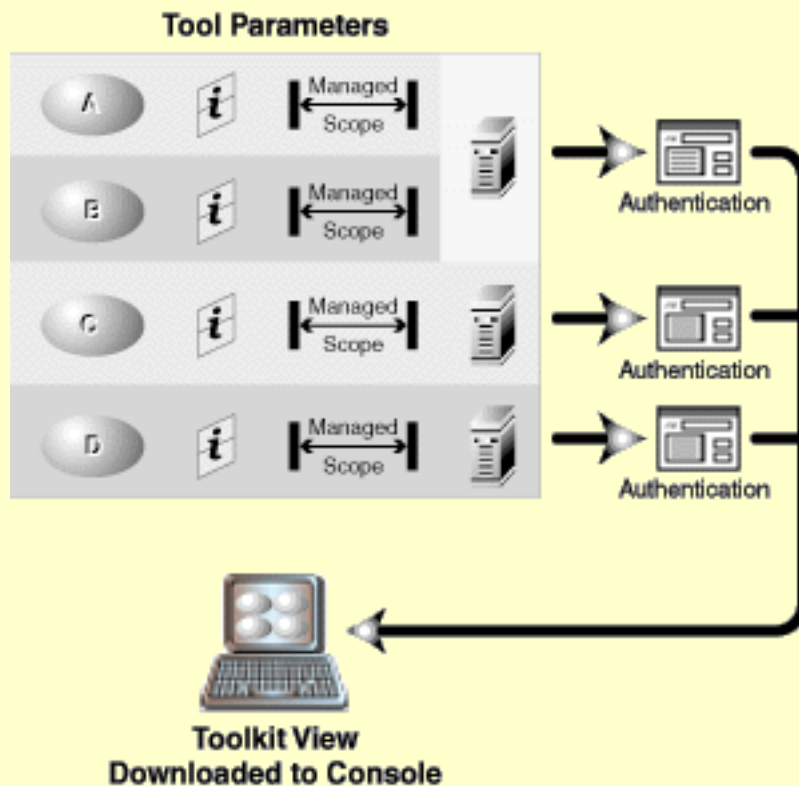 Tool Parameters
A
i
Managed
Scope
B
i
Managed
Scope
Authentication
C
i
Managed
Scope
Authentication
D
i
Managed
Scope
Authentication
Toolkit View
Downloaded to Console